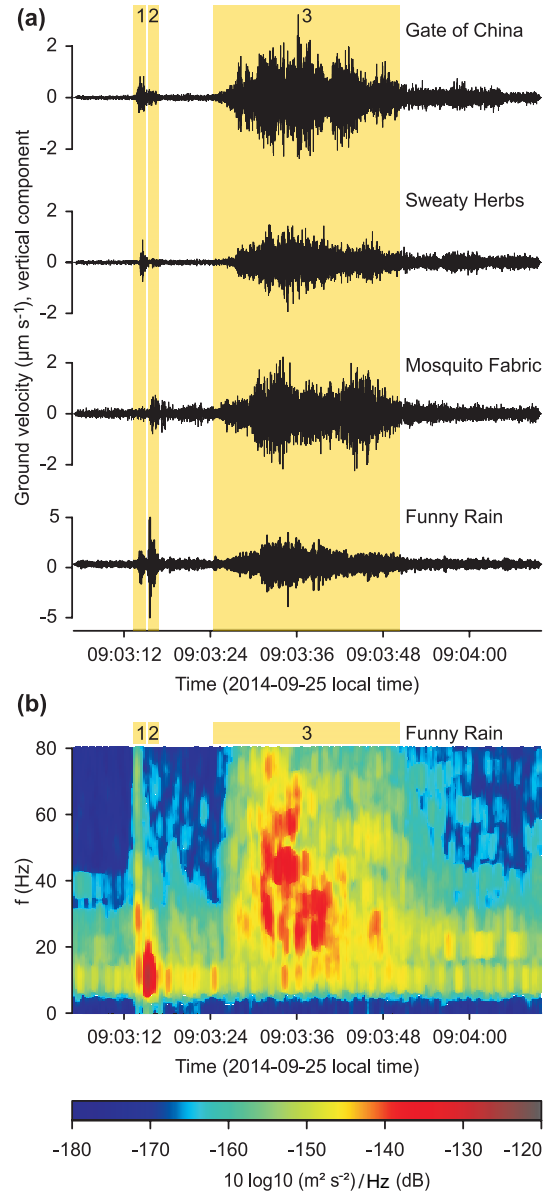 (a)
1 2 3
Gate of China
2
0
-2
Sweaty Herbs
2
0
-2
Mosquito Fabric
2
0
-2
Funny Rain
5
0
-5
Ground velocity (µm s⁻¹), vertical component
09:03:12 09:03:24 09:03:36 09:03:48 09:04:00
Time (2014-09-25 local time)
(b)
1 2 3 Funny Rain
80
60
40
20
0
f (Hz)
09:03:12 09:03:24 09:03:36 09:03:48 09:04:00
Time (2014-09-25 local time)
-180 -170 -160 -150 -140 -130 -120
10 log10 (m² s⁻²)/Hz (dB)